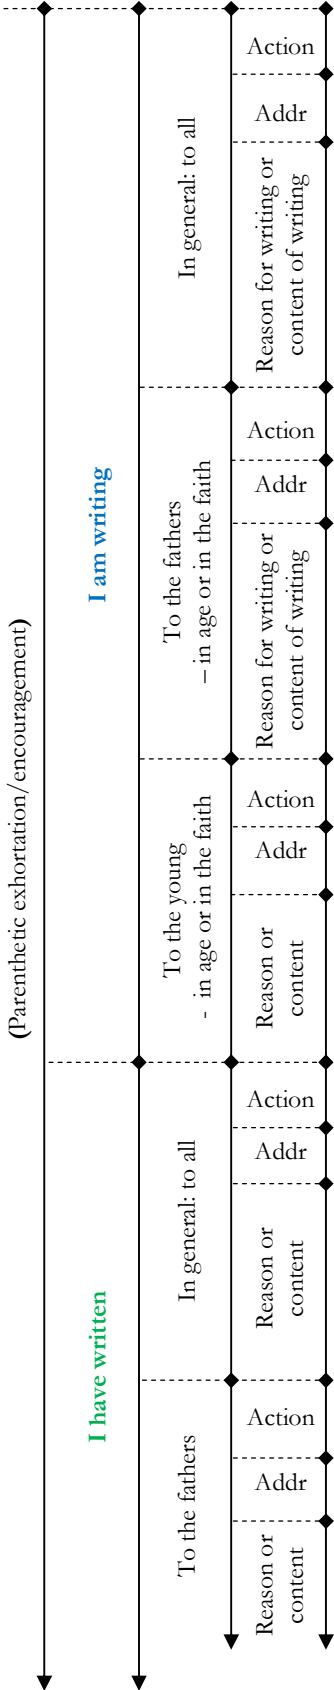 (Parenthetic exhortation/encouragement)
I am writing
In general: to all
Action
Addr
Reason for writing or
content of writing
To the fathers
– in age or in the faith
Action
Addr
Reason for writing or
content of writing
To the young
- in age or in the faith
Action
Addr
Reason or
content
I have written
In general: to all
Action
Addr
Reason or
content
To the fathers
Action
Addr
Reason or
content